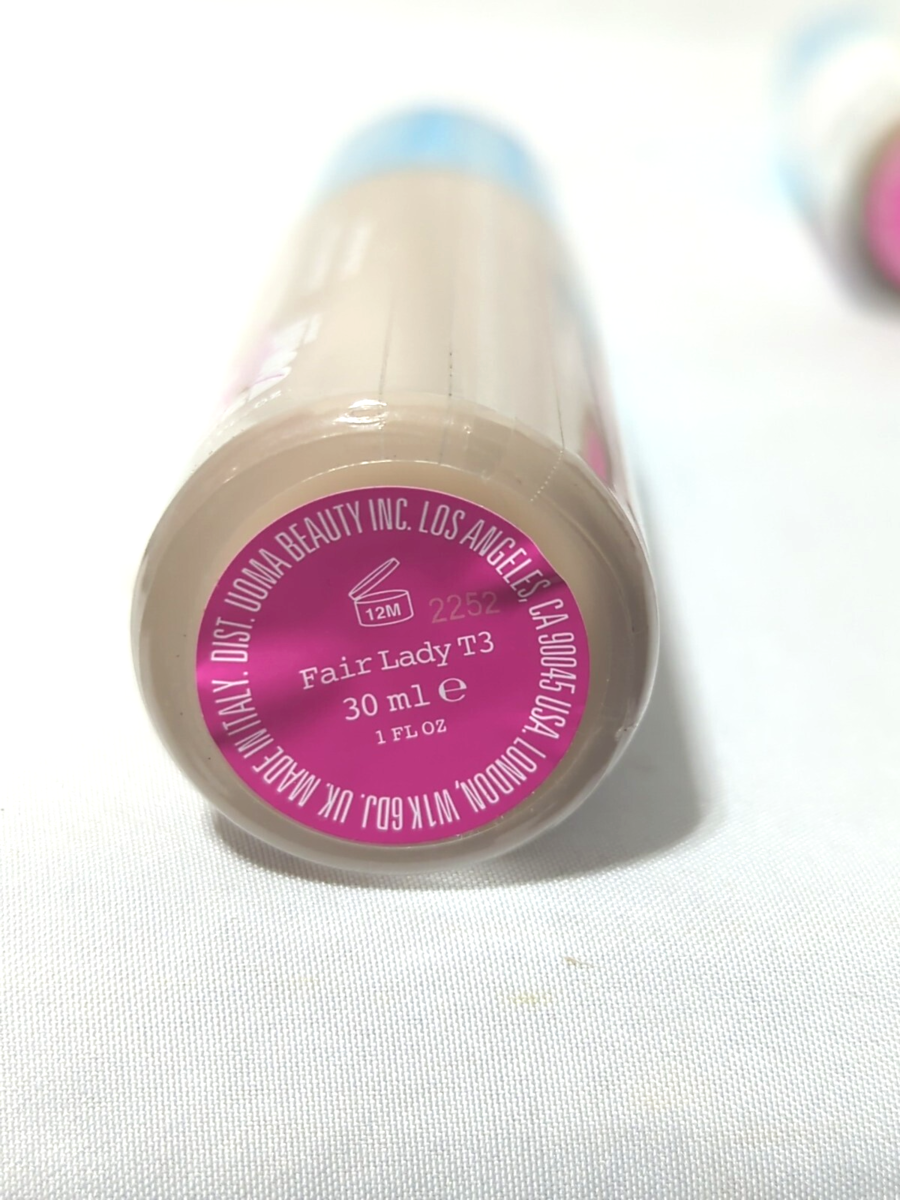 DIST. UOMA BEAUTY INC. LOS ANGELES, CA 90045 USA. LONDON, W1K 6DJ. UK. MADE IN ITALY.
12M
2252
Fair Lady T3
30 ml ℮
1 FL OZ